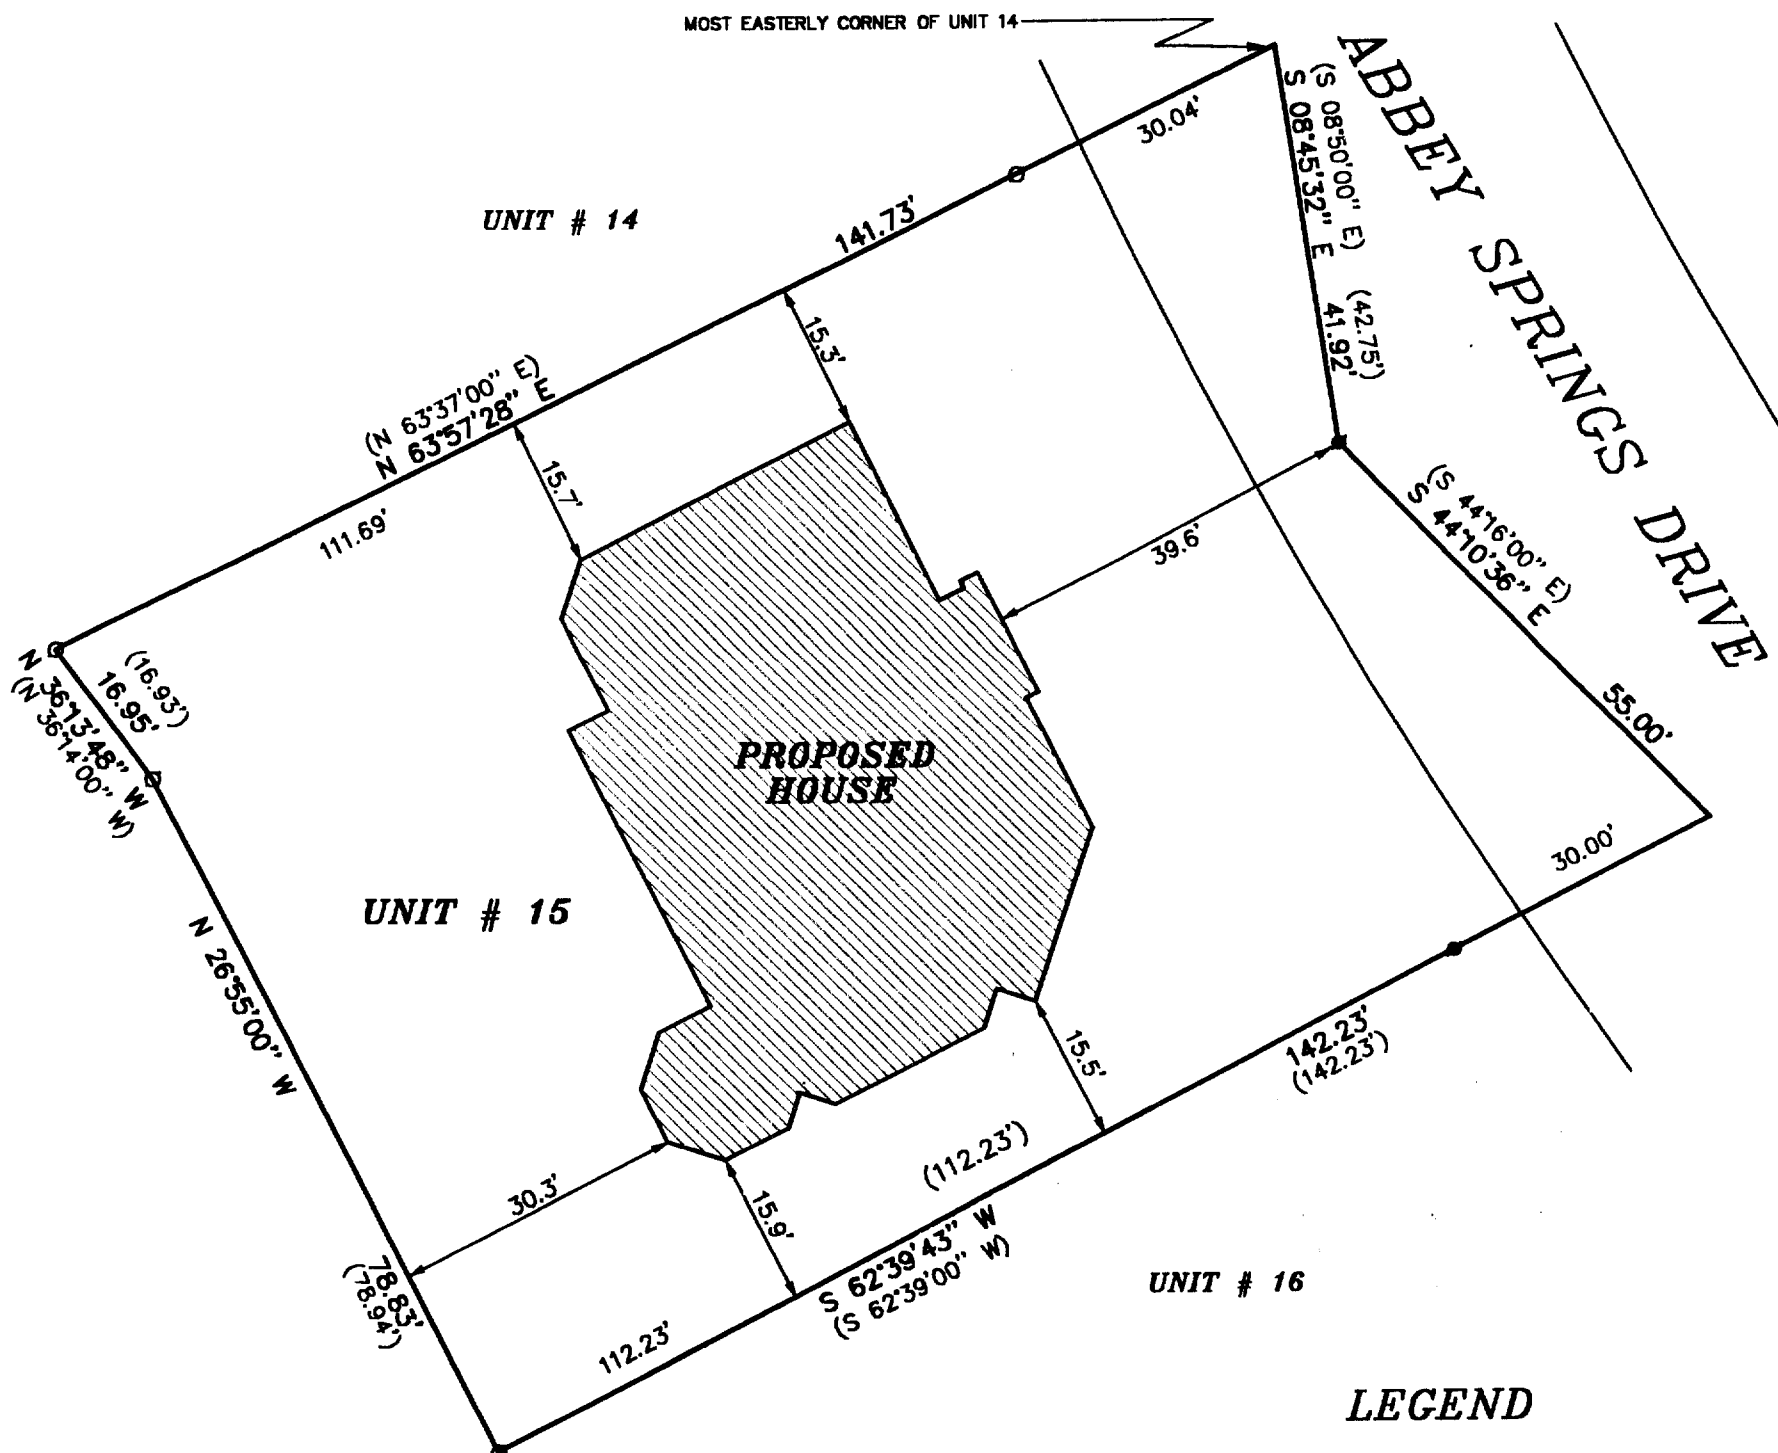 MOST EASTERLY CORNER OF UNIT 14
ABBEY SPRINGS DRIVE
30.04'
(S 08°50'00" E) (42.75')
S 08°45'32" E 41.92'
UNIT # 14
141.73'
15.3'
(N 63°37'00" E)
N 63°57'28" E
15.7'
111.69'
39.6'
(S 44°16'00" E)
S 44°10'36" E
55.00'
(16.93')
16.95'
N 36°13'48" W
(N 36°14'00" W)
PROPOSED
HOUSE
30.00'
UNIT # 15
N 26°55'00" W
78.83'
(78.94')
142.23'
(142.23')
15.5'
(112.23')
30.3'
15.9'
S 62°39'43" W
(S 62°39'00" W)
112.23'
UNIT # 16
LEGEND